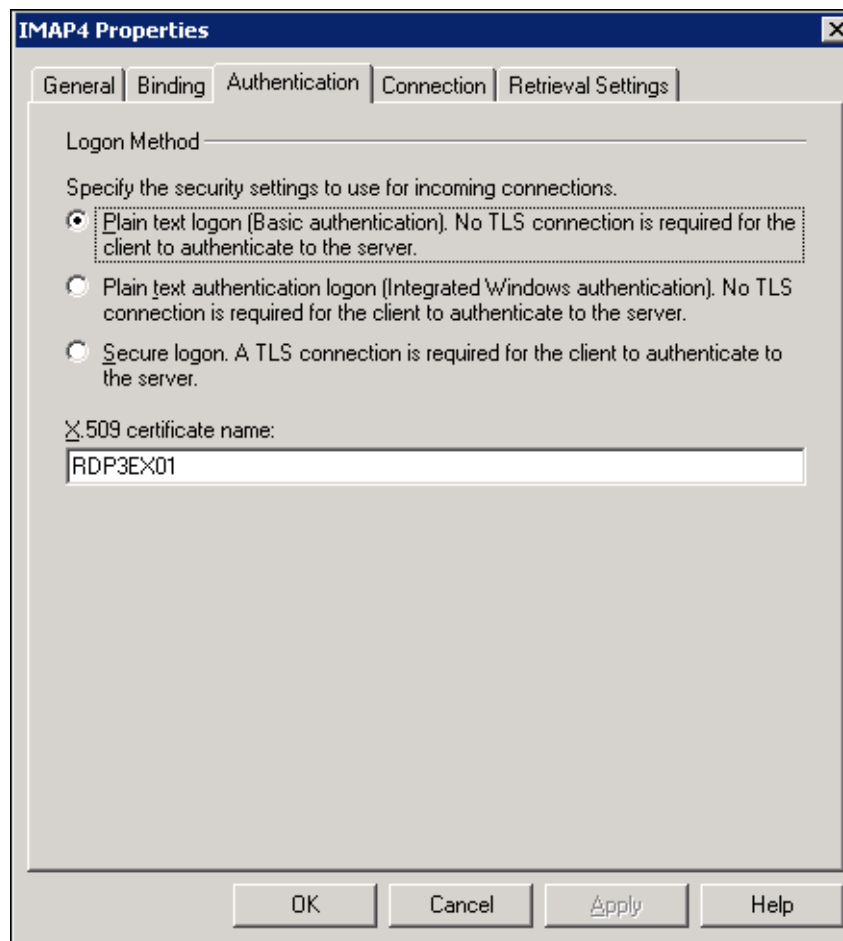 IMAP4 Properties
General Binding Authentication Connection Retrieval Settings
Logon Method
Specify the security settings to use for incoming connections.
Plain text logon (Basic authentication). No TLS connection is required for the
client to authenticate to the server.
Plain text authentication logon (Integrated Windows authentication). No TLS
connection is required for the client to authenticate to the server.
Secure logon. A TLS connection is required for the client to authenticate to
the server.
X.509 certificate name:
RDP3EX01
OK Cancel Apply Help